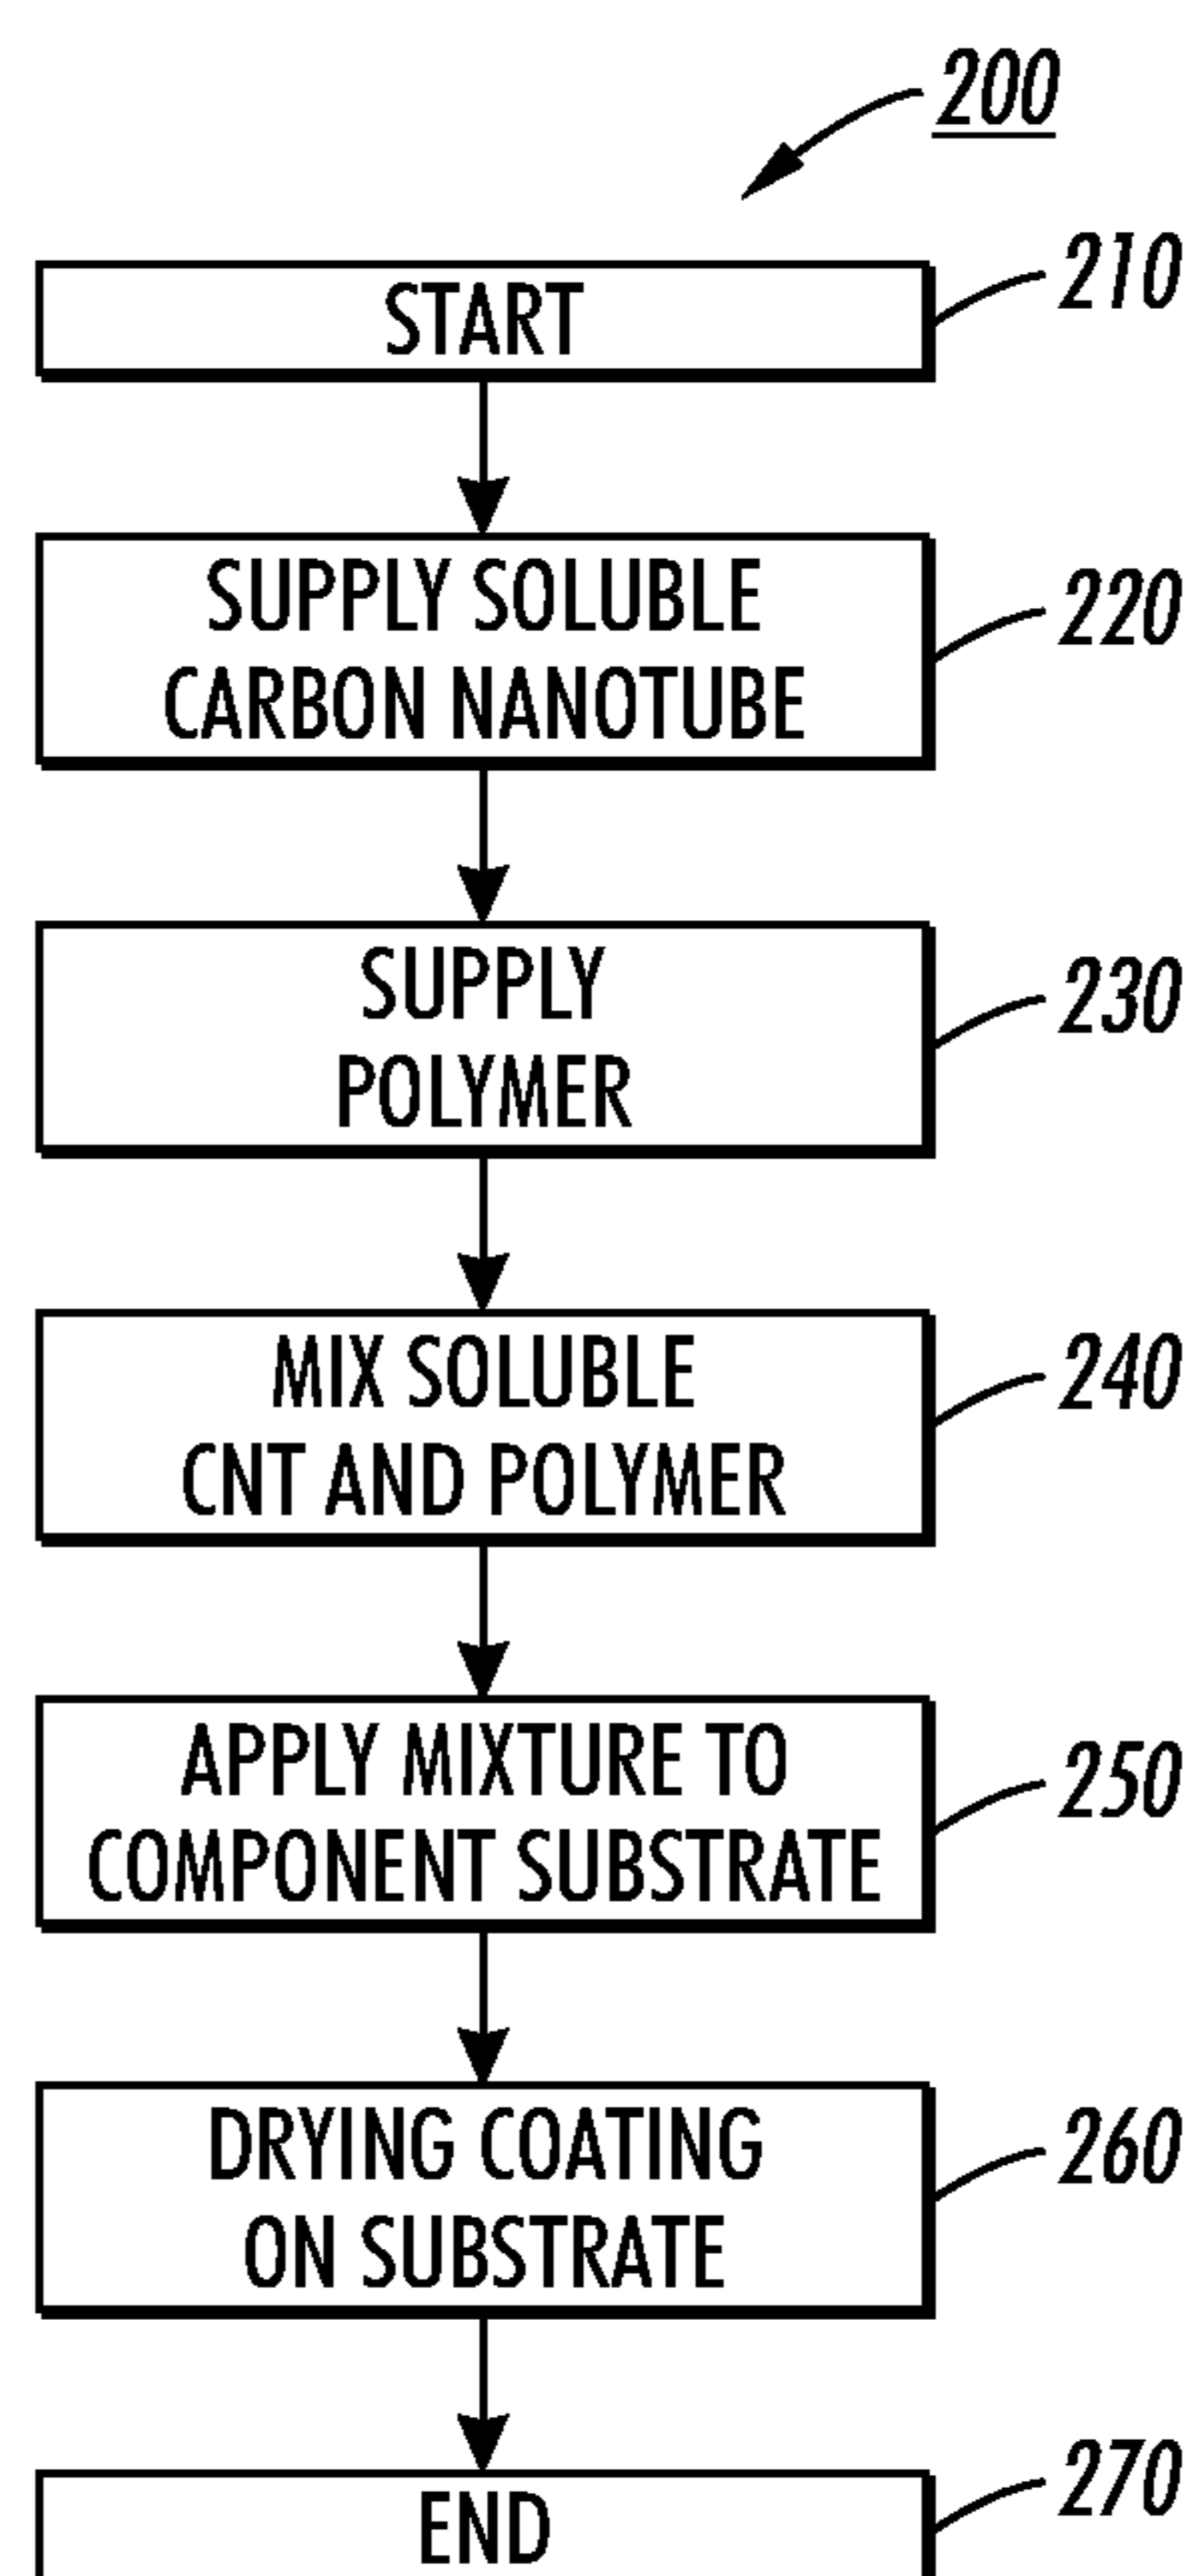 200
START
210
SUPPLY SOLUBLE
CARBON NANOTUBE
220
SUPPLY
POLYMER
230
MIX SOLUBLE
CNT AND POLYMER
240
APPLY MIXTURE TO
COMPONENT SUBSTRATE
250
DRYING COATING
ON SUBSTRATE
260
END
270